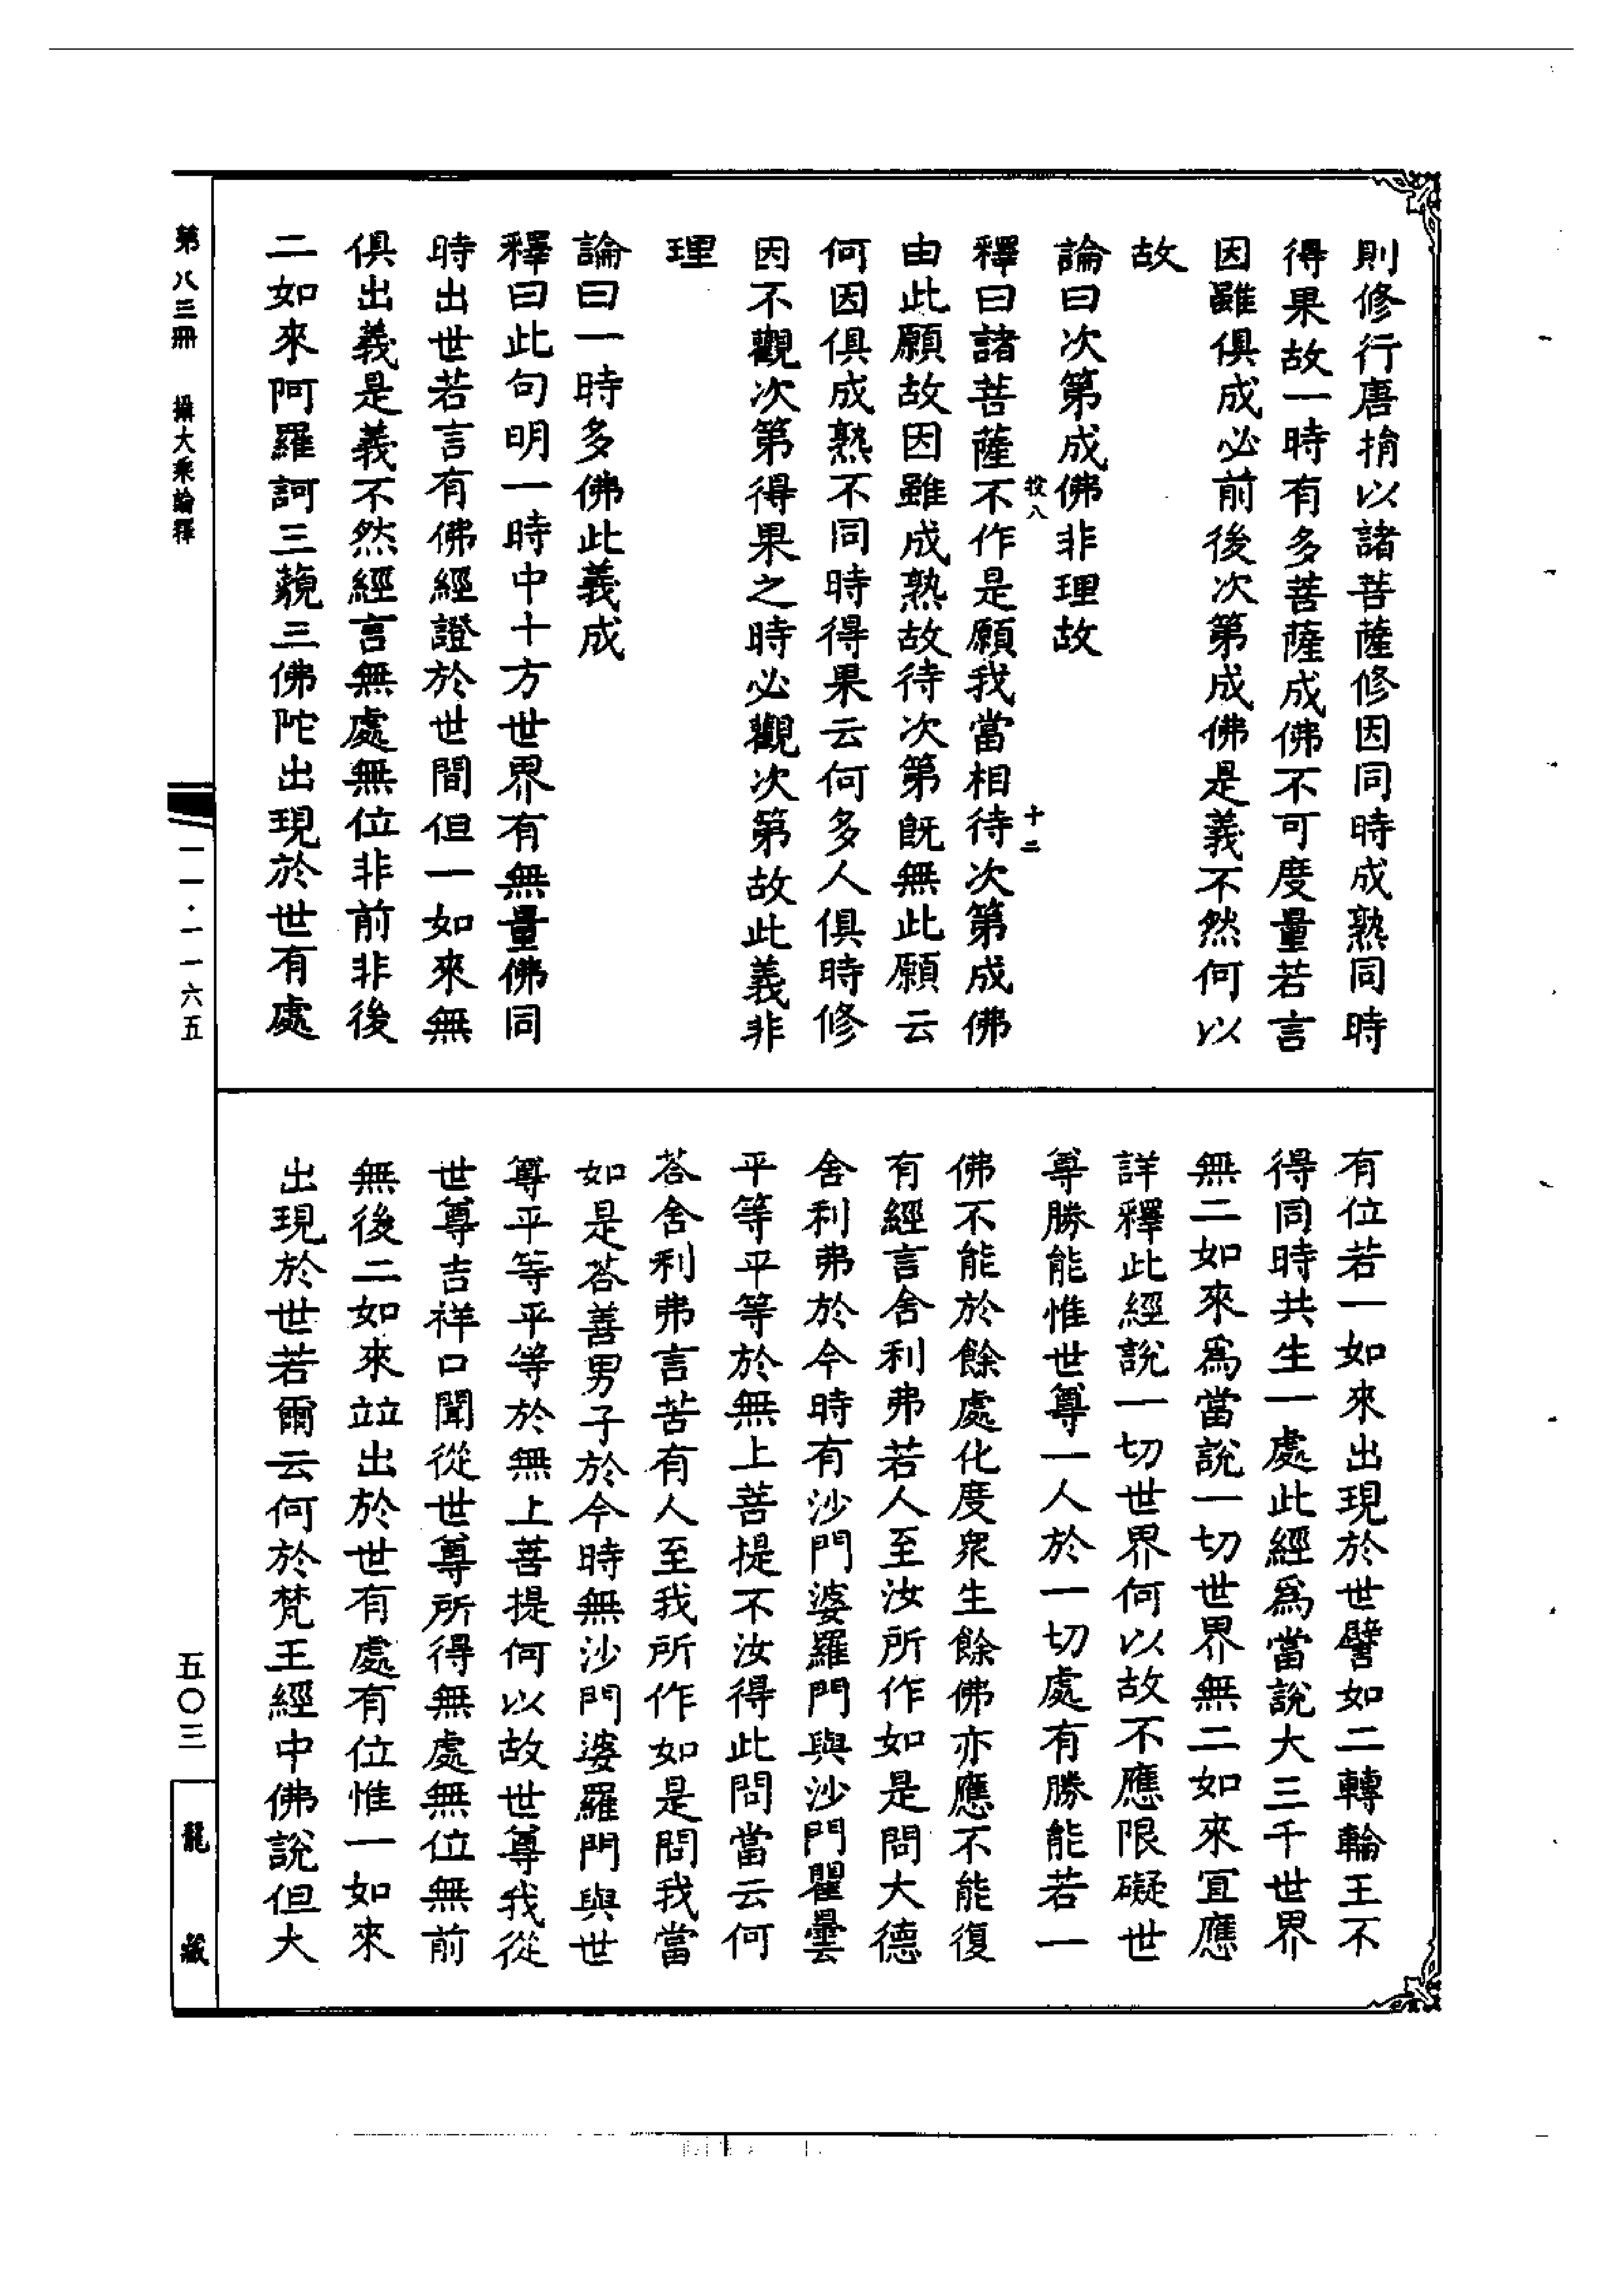 則修行唐捐以諸菩薩修因同時成熟同時
得果故一時有多菩薩成佛不可度量若言
因雖俱成必前後次第成佛是義不然何以
故
論曰次第成佛非理故
投八
十二
釋曰諸菩薩不作是願我當相待次第成佛
由此願故因雖成熟故待次第旣無此願云
何因俱成熟不同時得果云何多人俱時修
因不觀次第得果之時必觀次第故此義非
理
論曰一時多佛此義成
釋曰此句明一時中十方世界有無量佛同
時出世若言有佛經證於世間但一如來無
俱出義是義不然經言無處無位非前非後
二如來阿羅訶三藐三佛陀出現於世有處
有位若一如來出現於世譬如二轉輪王不
得同時共生一處此經爲當說大三千世界
無二如來爲當說一切世界無二如來宜應
詳釋此經說一切世界何以故不應限礙世
尊勝能惟世尊一人於一切處有勝能若一
佛不能於餘處化度衆生餘佛亦應不能復
有經言舍利弗若人至汝所作如是問大德
舍利弗於今時有沙門婆羅門與沙門瞿曇
平等平等於無上菩提不汝得此問當云何
荅舍利弗言苦有人至我所作如是問我當
如是荅善男子於今時無沙門婆羅門與世
尊平等平等於無上菩提何以故世尊我從
世尊吉祥口聞從世尊所得無處無位無前
無後二如來竝出於世有處有位惟一如來
出現於世若爾云何於梵王經中佛說但大
第八三冊　攝大乘論釋
一一·一一六五
五〇三
龍藏